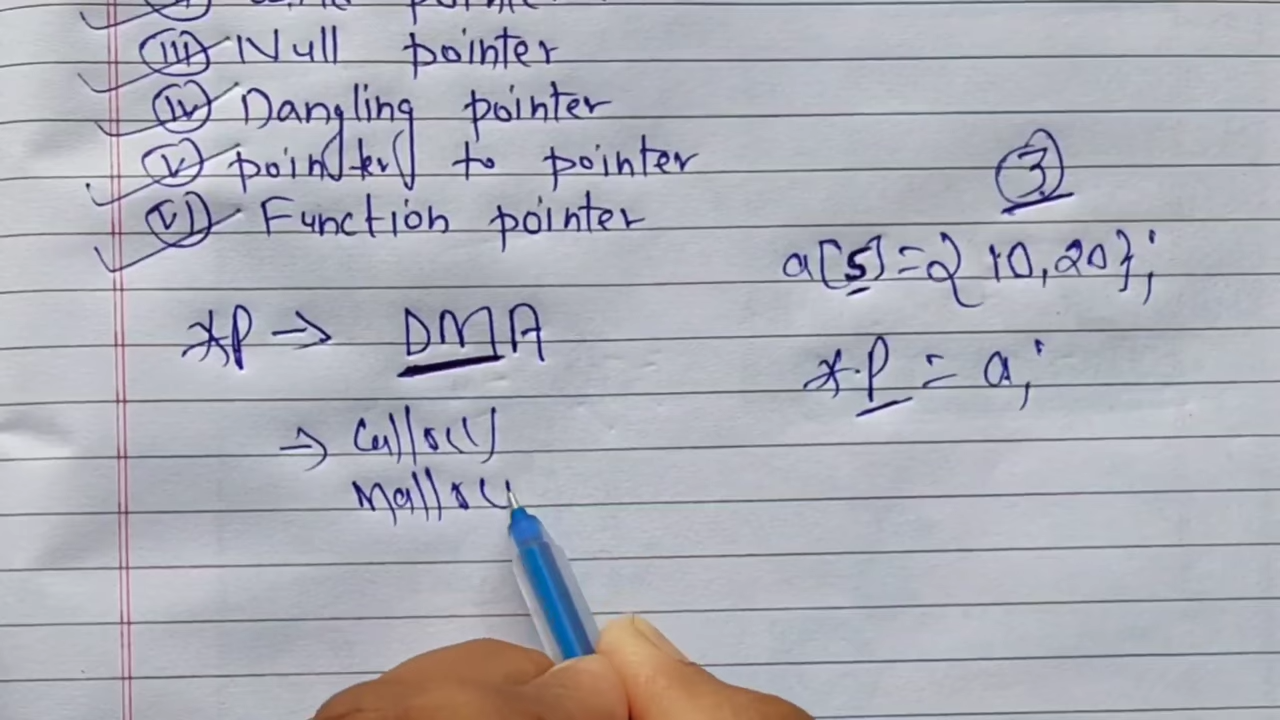 (iii) Null pointer
(iv) Dangling pointer
(v) pointer to pointer
(vi) Function pointer
*P → DMA
→ Calloc()
Malloc(
3
a[5]={10,20};
*P = a;